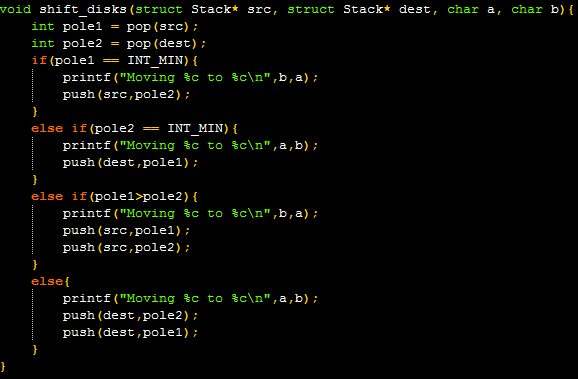 void shift_disks(struct Stack* src, struct Stack* dest, char a, char b){
    int pole1 = pop(src);
    int pole2 = pop(dest);
    if(pole1 == INT_MIN){
        printf("Moving %c to %c\n",b,a);
        push(src,pole2);
    }
    else if(pole2 == INT_MIN){
        printf("Moving %c to %c\n",a,b);
        push(dest,pole1);
    }
    else if(pole1>pole2){
        printf("Moving %c to %c\n",b,a);
        push(src,pole1);
        push(src,pole2);
    }
    else{
        printf("Moving %c to %c\n",a,b);
        push(dest,pole2);
        push(dest,pole1);
    }
}